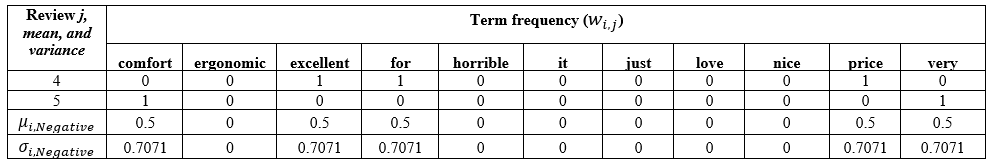 Review j, mean, and variance Term frequency (w_{i,j})
comfort ergonomic excellent for horrible it just love nice price very
4 0 0 1 1 0 0 0 0 0 1 0
5 1 0 0 0 0 0 0 0 0 0 1
μ_{i,Negative} 0.5 0 0.5 0.5 0 0 0 0 0 0.5 0.5
σ_{i,Negative} 0.7071 0 0.7071 0.7071 0 0 0 0 0 0.7071 0.7071